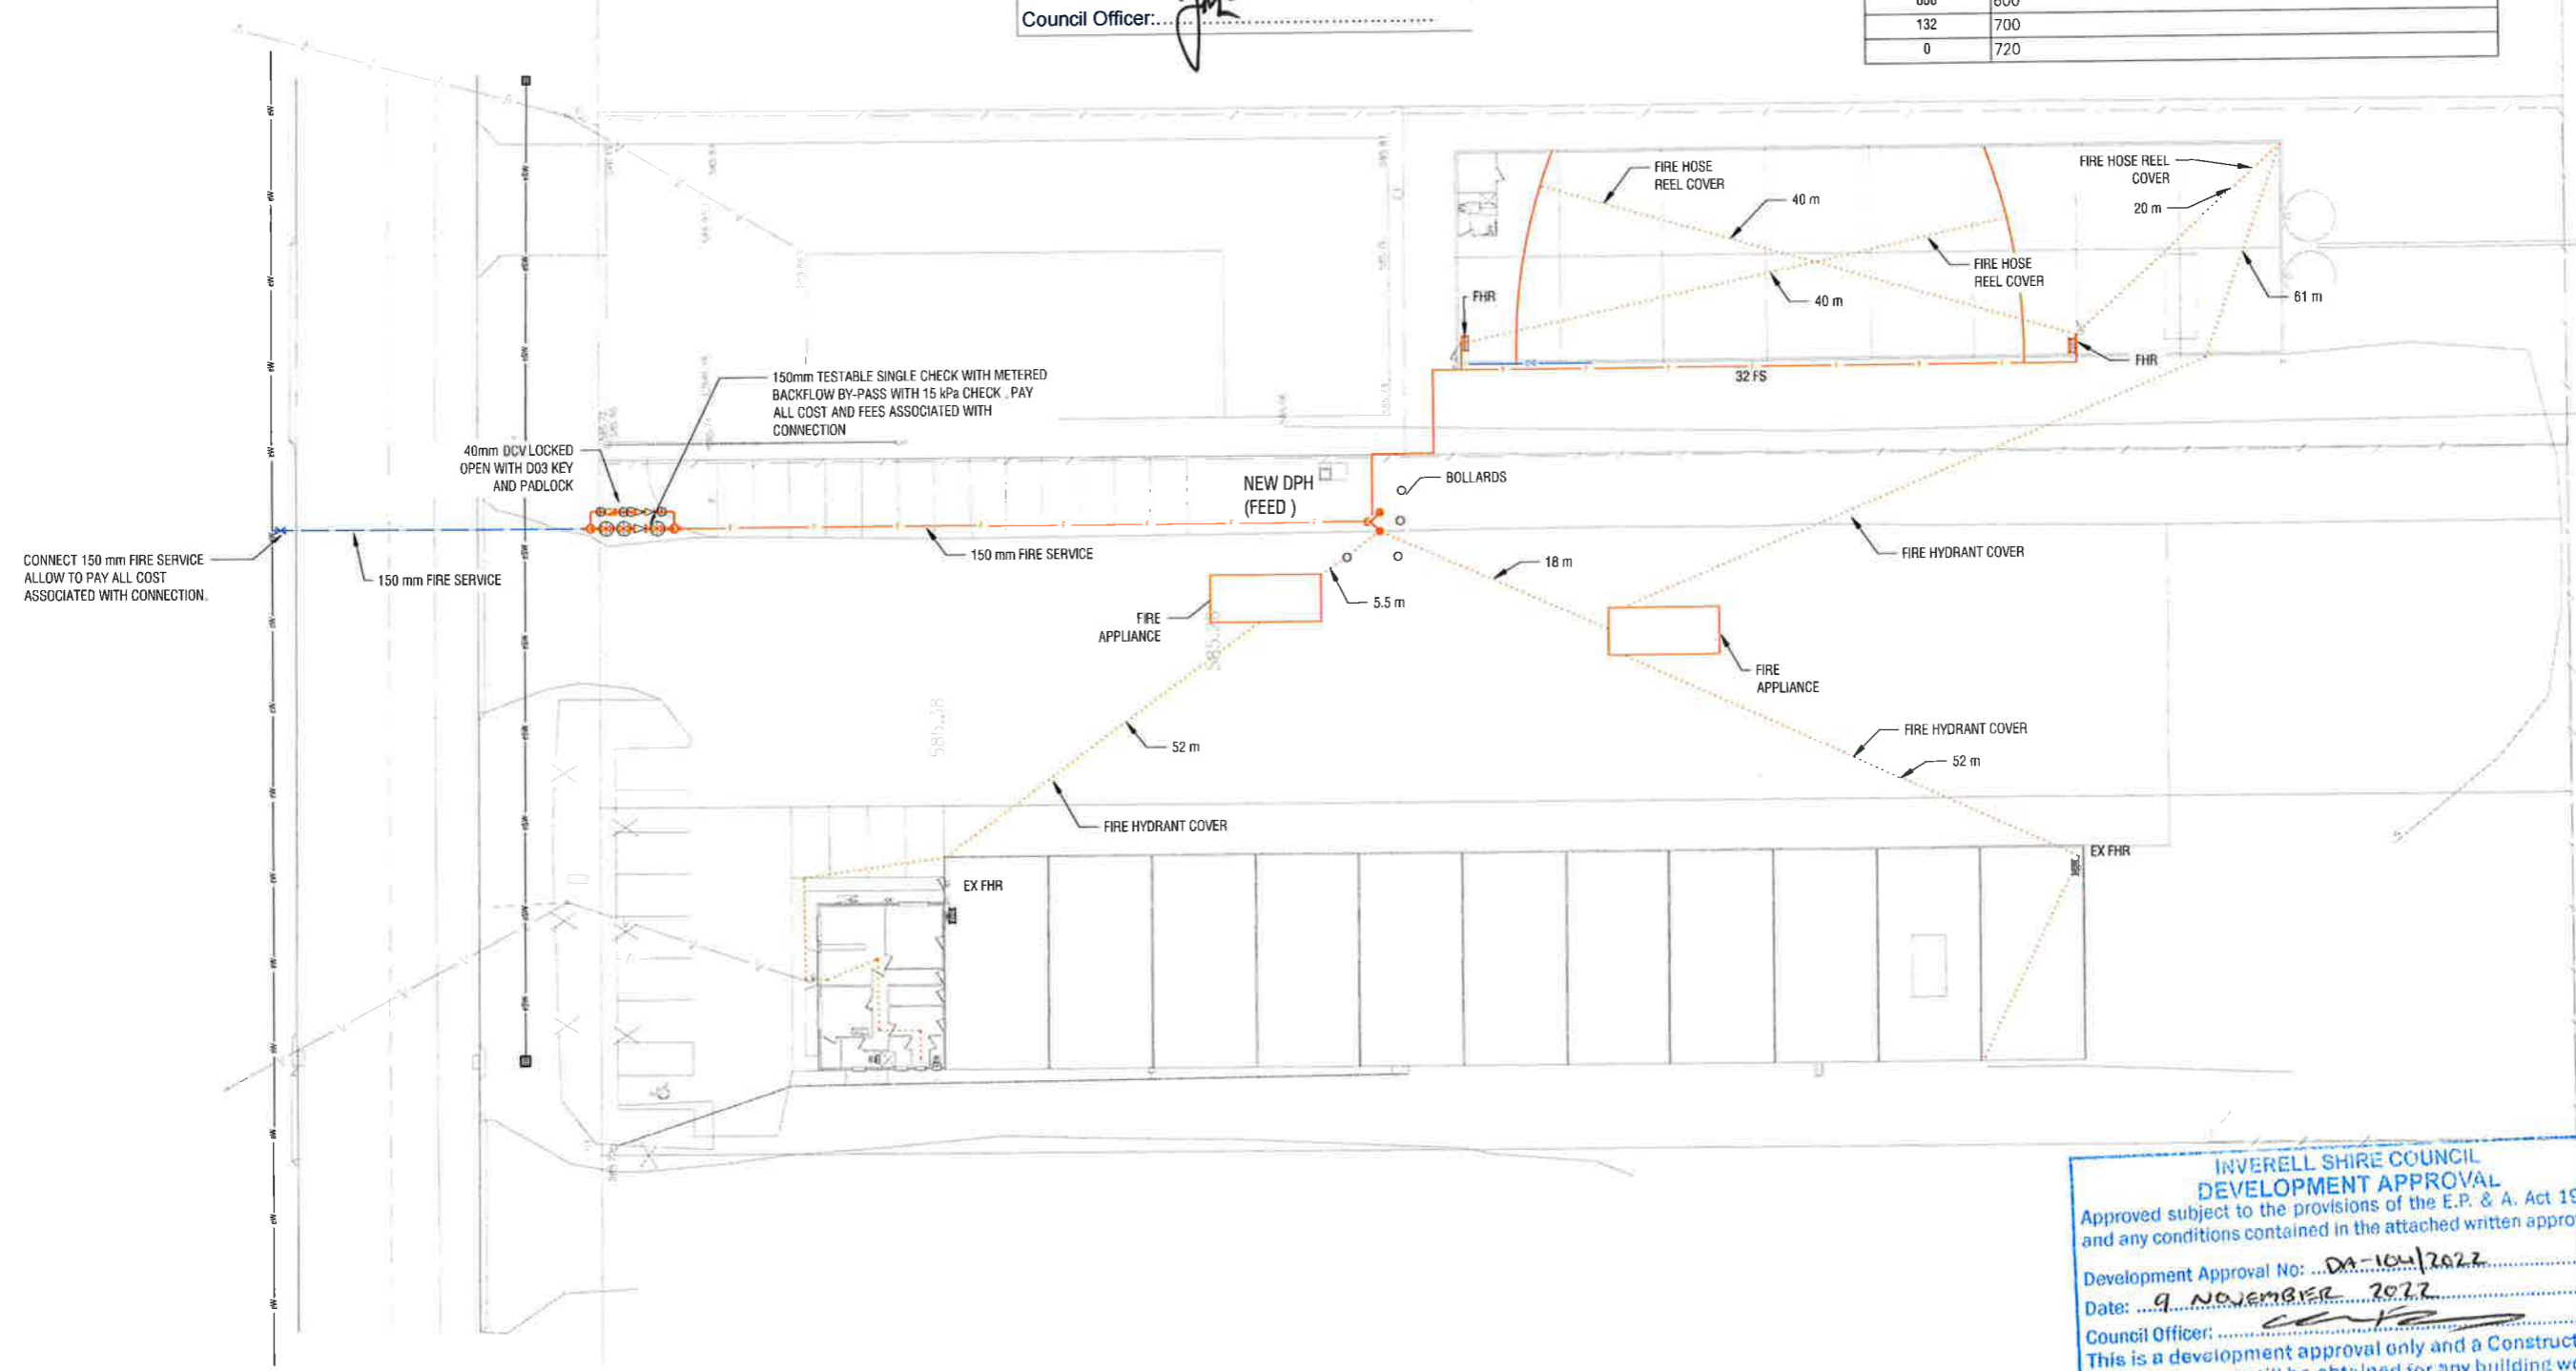 Council Officer:
600
132 700
0 720
FIRE HOSE
REEL COVER
40 m
FIRE HOSE REEL
COVER
20 m
FIRE HOSE
REEL COVER
40 m
61 m
FHR
FHR
32 FS
150mm TESTABLE SINGLE CHECK WITH METERED
BACKFLOW BY-PASS WITH 15 kPa CHECK . PAY
ALL COST AND FEES ASSOCIATED WITH
CONNECTION
40mm DCV LOCKED
OPEN WITH D03 KEY
AND PADLOCK
NEW DPH
(FEED )
BOLLARDS
CONNECT 150 mm FIRE SERVICE
ALLOW TO PAY ALL COST
ASSOCIATED WITH CONNECTION.
150 mm FIRE SERVICE
150 mm FIRE SERVICE
FIRE HYDRANT COVER
18 m
5.5 m
FIRE
APPLIANCE
FIRE
APPLIANCE
585.38
52 m
FIRE HYDRANT COVER
52 m
FIRE HYDRANT COVER
EX FHR
EX FHR
INVERELL SHIRE COUNCIL
DEVELOPMENT APPROVAL
Approved subject to the provisions of the E.P. & A. Act
and any conditions contained in the attached written
Development Approval No: DA-104/2022
Date: 9 NOVEMBER 2022
Council Officer:
This is a development approval only and a
obtained for any building